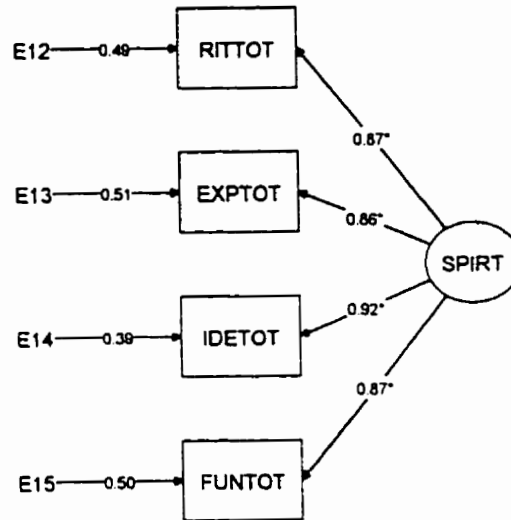 E12 0.49 RITTOT
0.87*
E13 0.51 EXPTOT
0.86*
SPIRT
E14 0.39 IDETOT
0.92*
0.87*
E15 0.50 FUNTOT